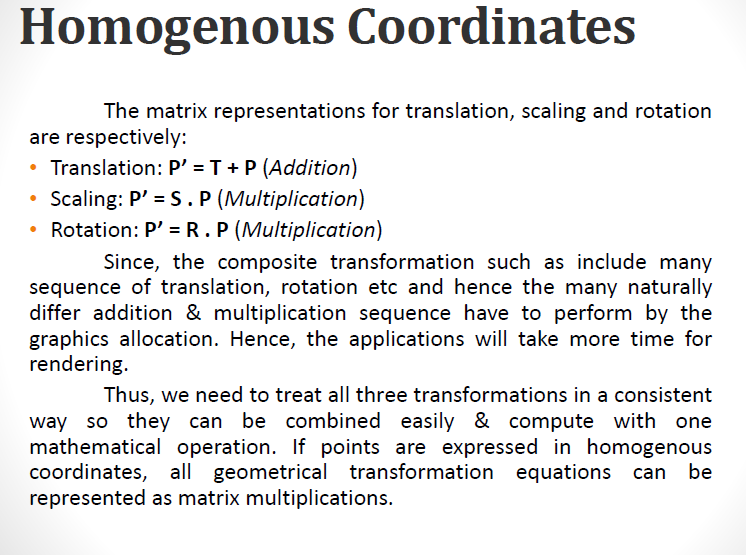 Homogenous Coordinates
The matrix representations for translation, scaling and rotation
are respectively:
• Translation: P’ = T + P (Addition)
• Scaling: P’ = S . P (Multiplication)
• Rotation: P’ = R . P (Multiplication)
Since, the composite transformation such as include many
sequence of translation, rotation etc and hence the many naturally
differ addition & multiplication sequence have to perform by the
graphics allocation. Hence, the applications will take more time for
rendering.
Thus, we need to treat all three transformations in a consistent
way so they can be combined easily & compute with one
mathematical operation. If points are expressed in homogenous
coordinates, all geometrical transformation equations can be
represented as matrix multiplications.